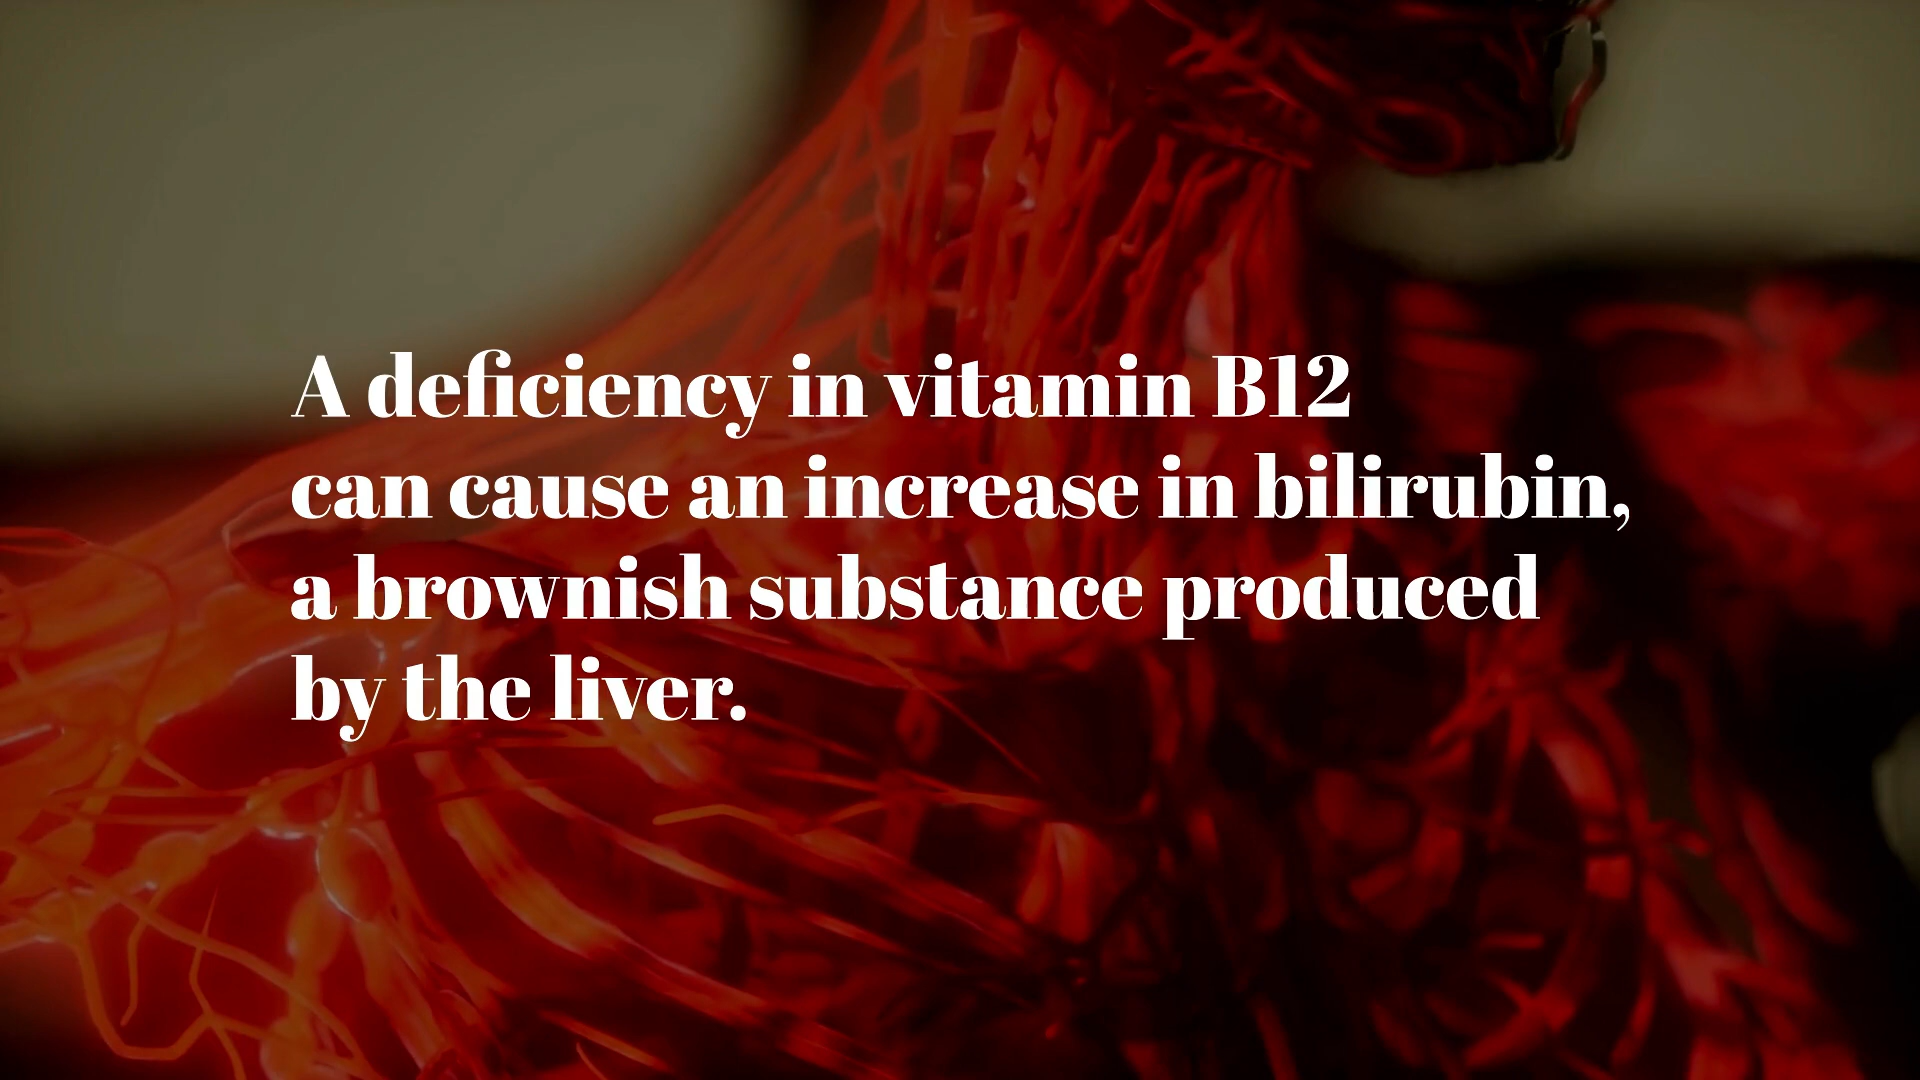 A deficiency in vitamin B12
can cause an increase in bilirubin,
a brownish substance produced
by the liver.